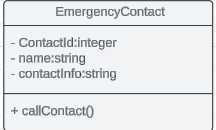 EmergencyContact
- ContactId:integer
- name:string
- contactInfo:string
+ callContact()